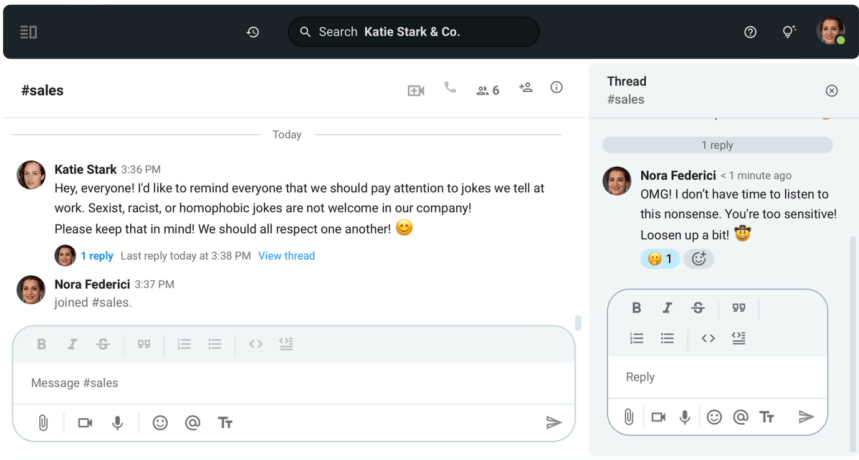 Search Katie Stark & Co.
#sales
6
Today
Katie Stark 3:36 PM
Hey, everyone! I'd like to remind everyone that we should pay attention to jokes we tell at
work. Sexist, racist, or homophobic jokes are not welcome in our company!
Please keep that in mind! We should all respect one another! 😊
1 reply Last reply today at 3:38 PM View thread
Nora Federici 3:37 PM
joined #sales.
B I S
Message #sales
Tт
Thread
#sales
1 reply
Nora Federici < 1 minute ago
OMG! I don't have time to listen to
this nonsense. You're too sensitive!
Loosen up a bit! 🤠
🤭 1
B I S
Reply
Tт